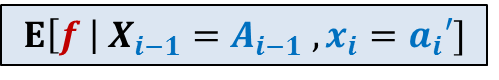 E[f | X_{i−1} = A_{i−1} , x_i = a_i′]